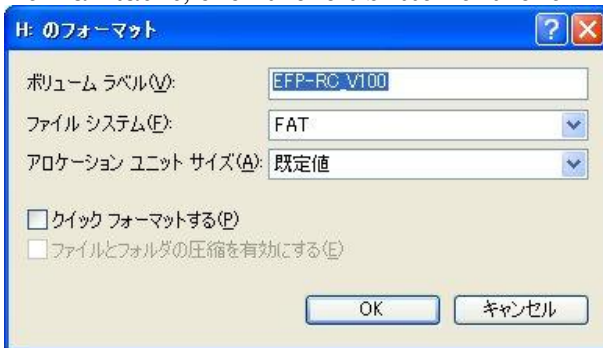 H: のフォーマット
ボリューム ラベル(V): EFP-RC_V100
ファイル システム(F): FAT
アロケーション ユニット サイズ(A): 既定値
クイック フォーマットする(P)
ファイルとフォルダの圧縮を有効にする(E)
OK キャンセル